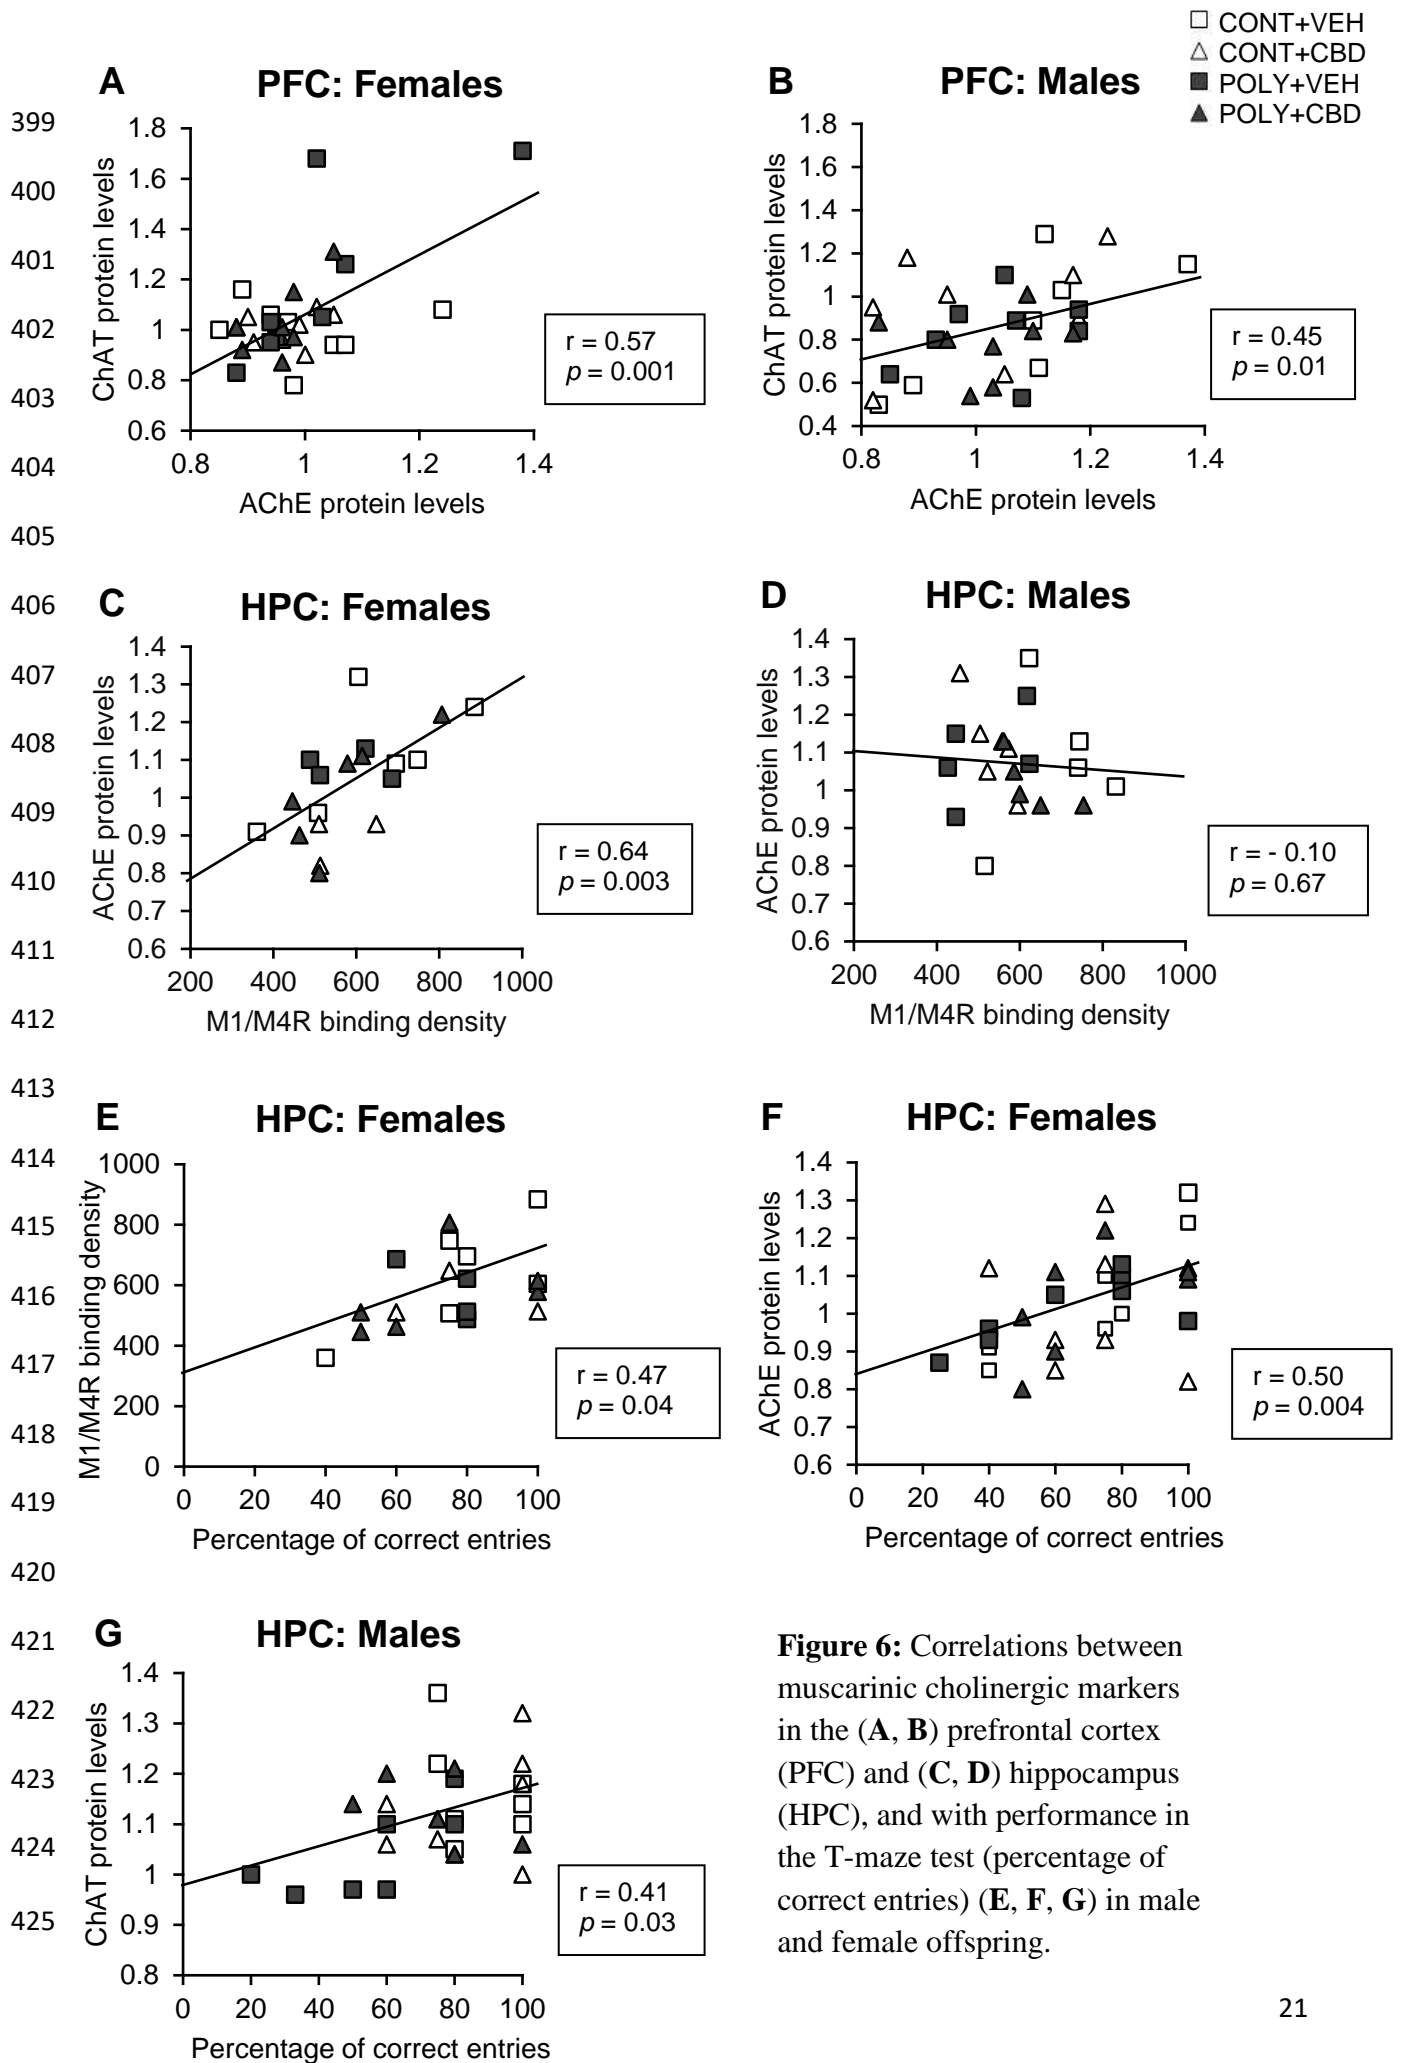 CONT+VEH
CONT+CBD
POLY+VEH
POLY+CBD
A
PFC: Females
ChAT protein levels
1.8
1.6
1.4
1.2
1
0.8
0.6
0.8 1 1.2 1.4
AChE protein levels
r = 0.57
p = 0.001
B
PFC: Males
ChAT protein levels
1.8
1.6
1.4
1.2
1
0.8
0.6
0.4
0.8 1 1.2 1.4
AChE protein levels
r = 0.45
p = 0.01
C
HPC: Females
AChE protein levels
1.4
1.3
1.2
1.1
1
0.9
0.8
0.7
0.6
200 400 600 800 1000
M1/M4R binding density
r = 0.64
p = 0.003
D
HPC: Males
AChE protein levels
1.4
1.3
1.2
1.1
1
0.9
0.8
0.7
0.6
200 400 600 800 1000
M1/M4R binding density
r = - 0.10
p = 0.67
E
HPC: Females
M1/M4R binding density
1000
800
600
400
200
0
0 20 40 60 80 100
Percentage of correct entries
r = 0.47
p = 0.04
F
HPC: Females
AChE protein levels
1.4
1.3
1.2
1.1
1
0.9
0.8
0.7
0.6
0 20 40 60 80 100
Percentage of correct entries
r = 0.50
p = 0.004
G
HPC: Males
ChAT protein levels
1.4
1.3
1.2
1.1
1
0.9
0.8
0 20 40 60 80 100
Percentage of correct entries
r = 0.41
p = 0.03
Figure 6: Correlations between
muscarinic cholinergic markers
in the (A, B) prefrontal cortex
(PFC) and (C, D) hippocampus
(HPC), and with performance in
the T-maze test (percentage of
correct entries) (E, F, G) in male
and female offspring.
399
400
401
402
403
404
405
406
407
408
409
410
411
412
413
414
415
416
417
418
419
420
421
422
423
424
425
21